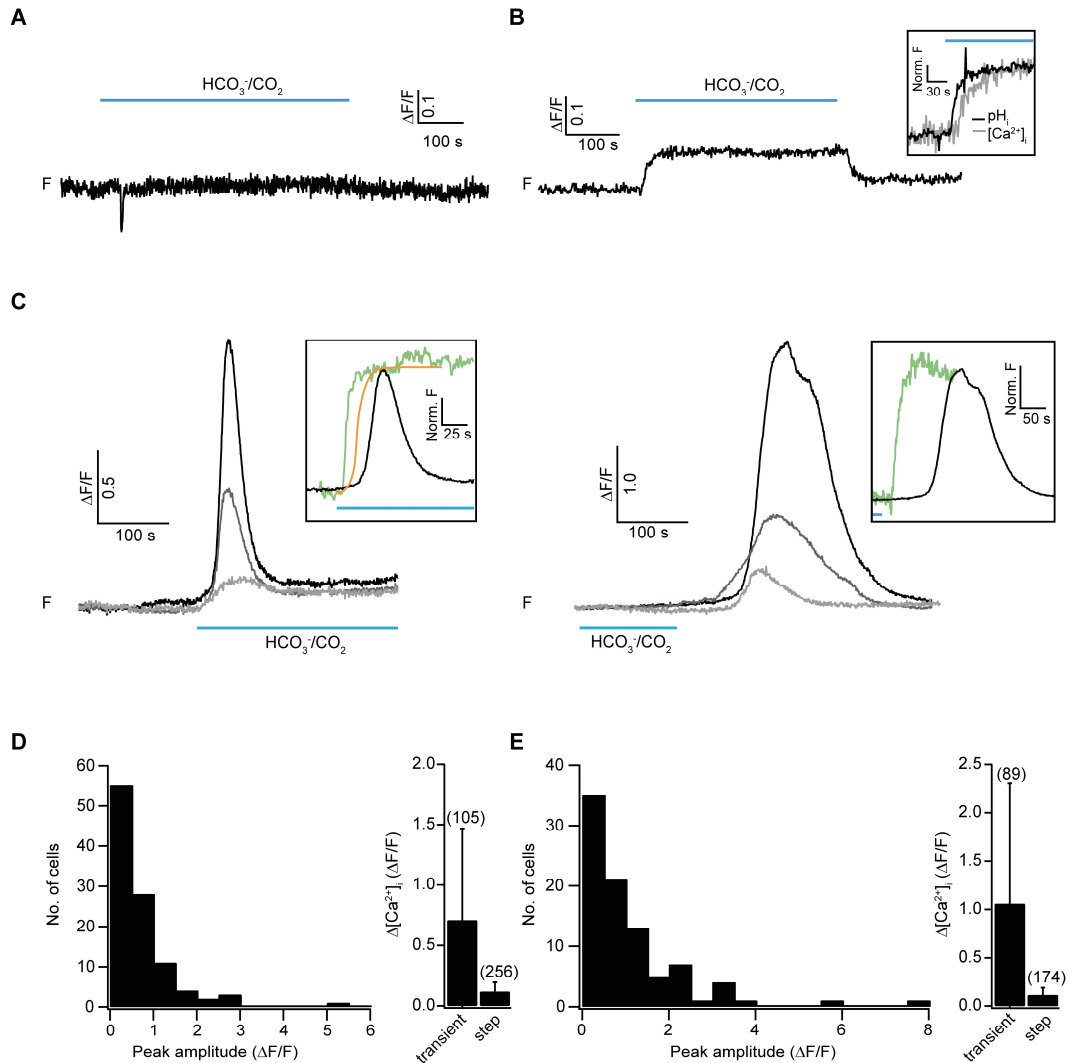 A
HCO₃⁻/CO₂
ΔF/F
0.1
100 s
F
B
HCO₃⁻/CO₂
ΔF/F
0.1
100 s
F
Norm. F
30 s
pHᵢ
[Ca²⁺]ᵢ
C
ΔF/F
0.5
100 s
F
HCO₃⁻/CO₂
Norm. F
25 s
ΔF/F
1.0
100 s
F
HCO₃⁻/CO₂
Norm. F
50 s
D
No. of cells
60
50
40
30
20
10
0
0 1 2 3 4 5 6
Peak amplitude (ΔF/F)
Δ[Ca²⁺]ᵢ (ΔF/F)
2.0
1.5
1.0
0.5
0.0
(105)
(256)
transient
step
E
No. of cells
40
30
20
10
0
0 2 4 6 8
Peak amplitude (ΔF/F)
Δ[Ca²⁺]ᵢ (ΔF/F)
2.5
2.0
1.5
1.0
0.5
0.0
(89)
(174)
transient
step